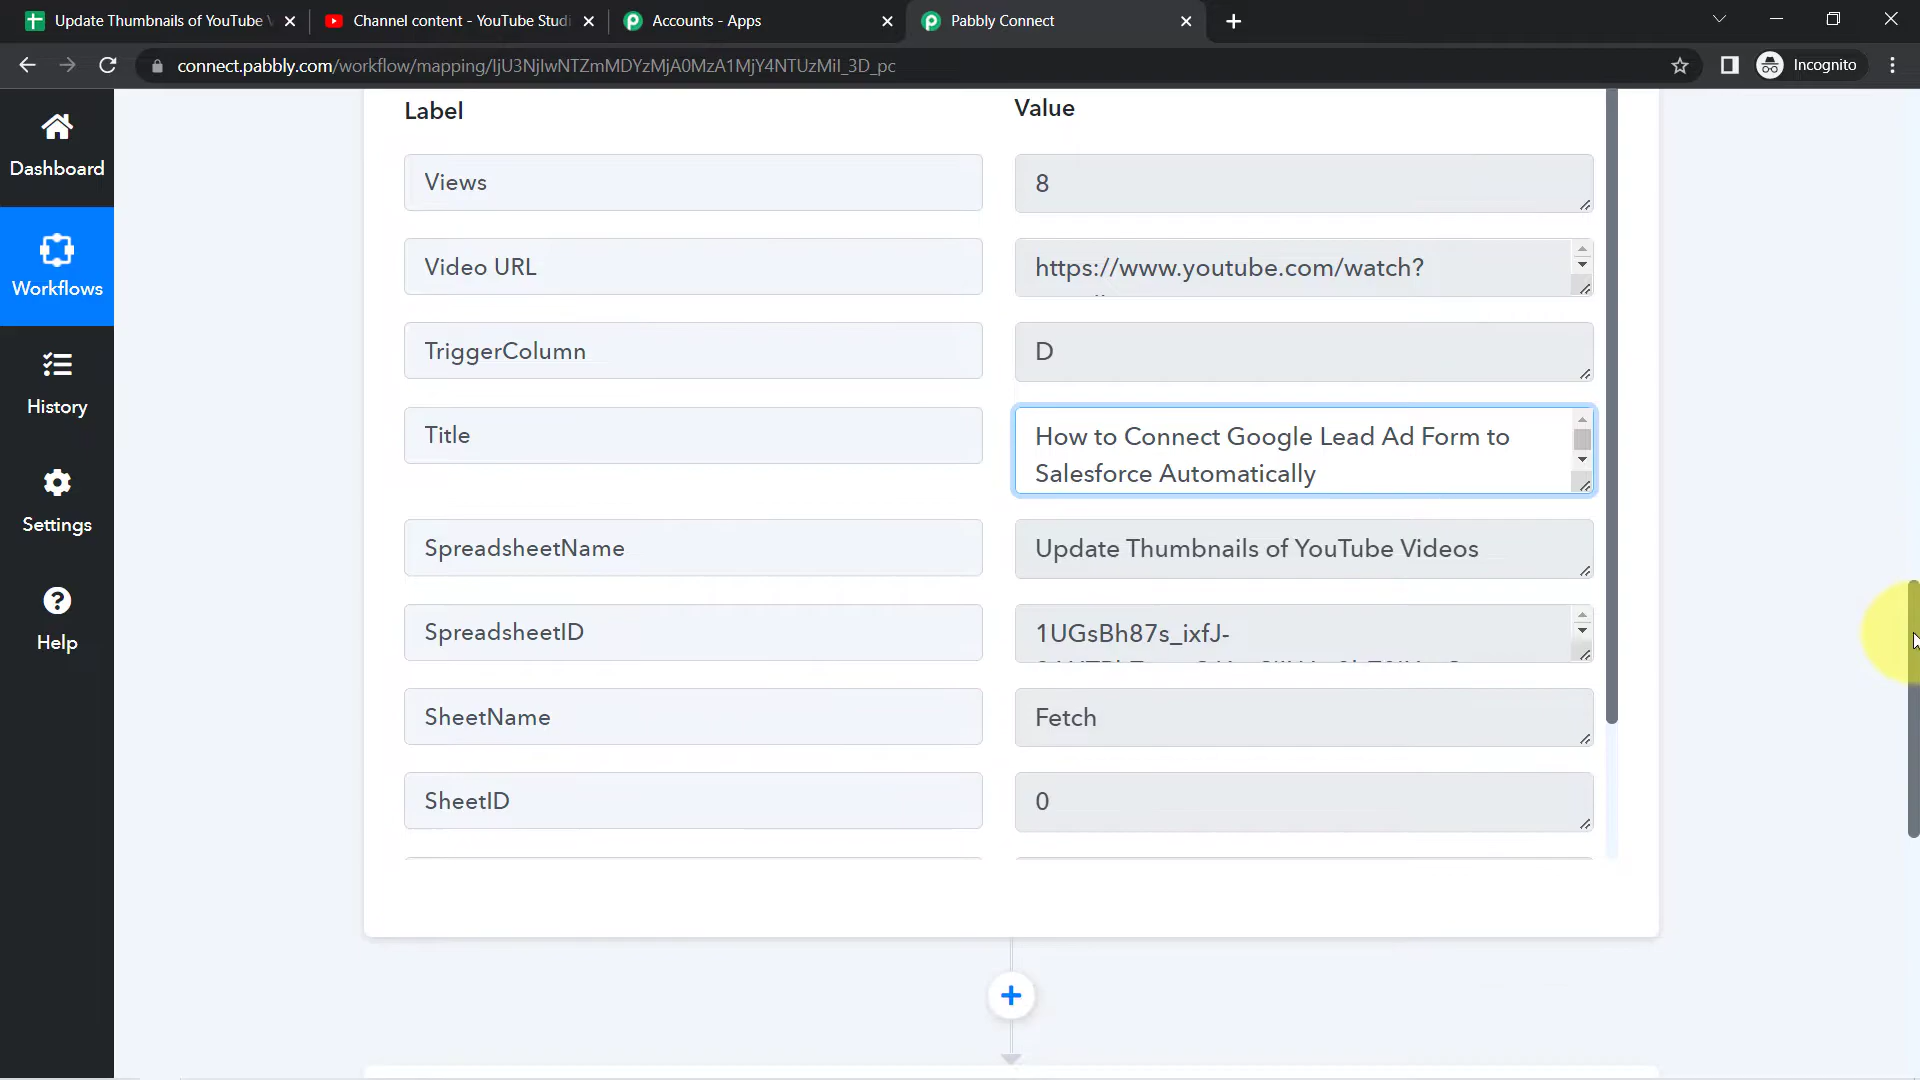 Update Thumbnails of YouTube V
Channel content - YouTube Studi
Accounts - Apps
Pabbly Connect
connect.pabbly.com/workflow/mapping/IjU3NjIwNTZmMDYzMjA0MzA1MjY4NTUzMiI_3D_pc
Incognito
Dashboard
Workflows
History
Settings
Help
Label
Value
Views
8
Video URL
https://www.youtube.com/watch?
TriggerColumn
D
Title
How to Connect Google Lead Ad Form to
Salesforce Automatically
SpreadsheetName
Update Thumbnails of YouTube Videos
SpreadsheetID
1UGsBh87s_ixfJ-
SheetName
Fetch
SheetID
0